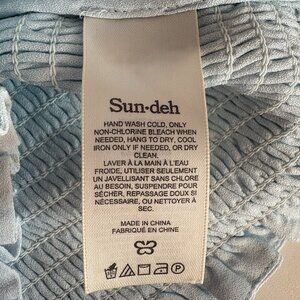 Sun·deh
HAND WASH COLD, ONLY
NON-CHLORINE BLEACH WHEN
NEEDED, HANG TO DRY, COOL
IRON ONLY IF NEEDED, OR DRY
CLEAN.
LAVER À LA MAIN À L'EAU
FROIDE, UTILISER SEULEMENT
UN JAVELLISANT SANS CHLORE
AU BESOIN, SUSPENDRE POUR
SÉCHER, REPASSAGE DOUX SI
NÉCESSAIRE, OU NETTOYER À
SEC.
MADE IN CHINA
FABRIQUÉ EN CHINE